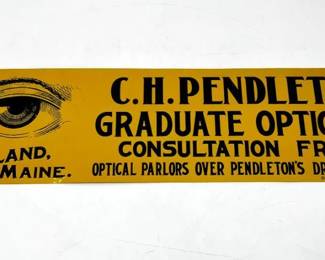 LAND,
MAINE.
C.H. PENDLET
GRADUATE OPTIC
CONSULTATION FR
OPTICAL PARLORS OVER PENDLETON'S DR